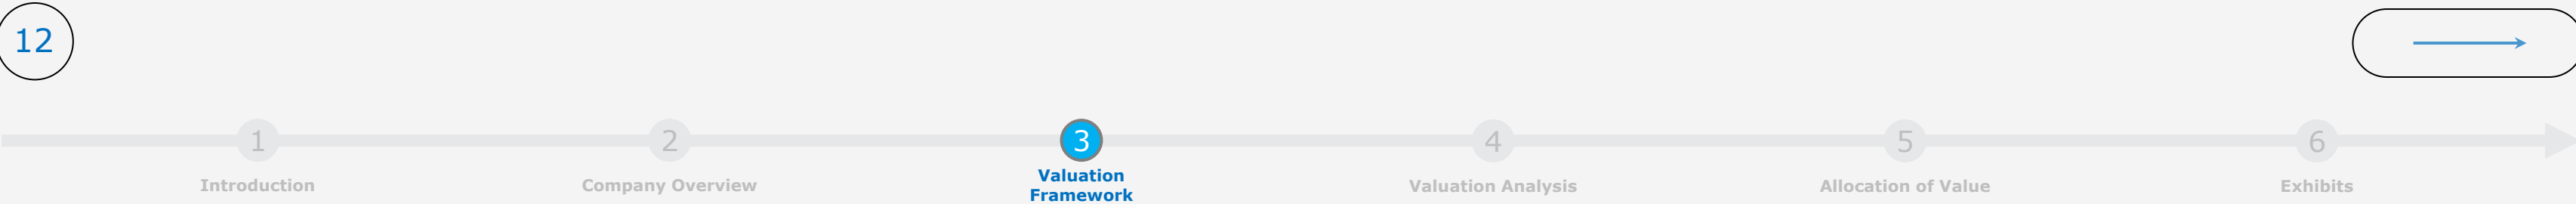 12
1
2
3
4
5
6
Introduction
Company Overview
Valuation
Framework
Valuation Analysis
Allocation of Value
Exhibits